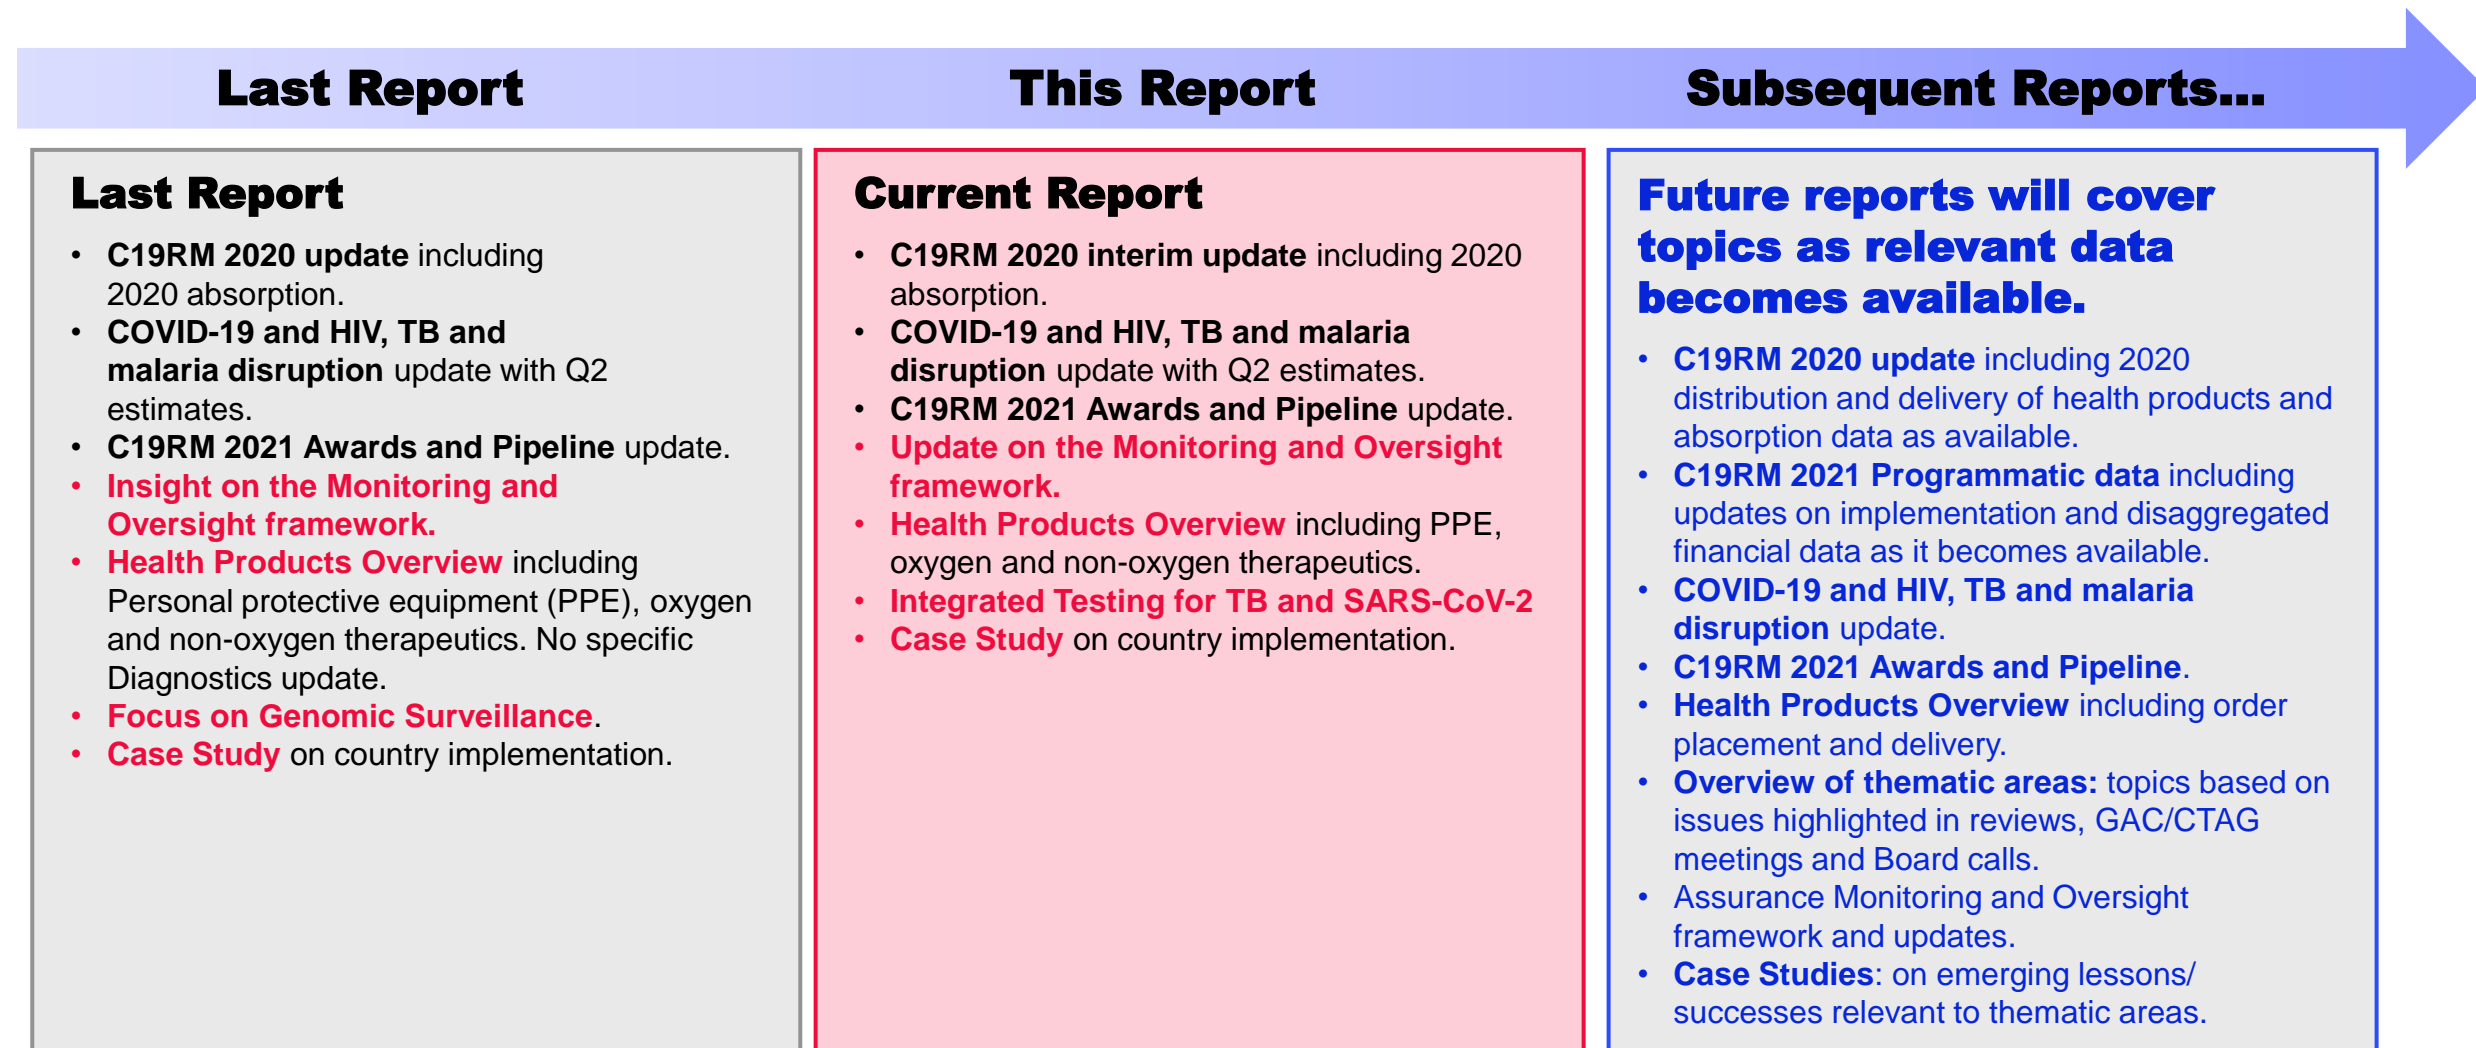 Last Report
This Report
Subsequent Reports...
Last Report
• C19RM 2020 update including
2020 absorption.
• COVID-19 and HIV, TB and
malaria disruption update with Q2
estimates.
• C19RM 2021 Awards and Pipeline update.
• Insight on the Monitoring and
Oversight framework.
• Health Products Overview including
Personal protective equipment (PPE), oxygen
and non-oxygen therapeutics. No specific
Diagnostics update.
• Focus on Genomic Surveillance.
• Case Study on country implementation.
Current Report
• C19RM 2020 interim update including 2020
absorption.
• COVID-19 and HIV, TB and malaria
disruption update with Q2 estimates.
• C19RM 2021 Awards and Pipeline update.
• Update on the Monitoring and Oversight
framework.
• Health Products Overview including PPE,
oxygen and non-oxygen therapeutics.
• Integrated Testing for TB and SARS-CoV-2
• Case Study on country implementation.
Future reports will cover
topics as relevant data
becomes available.
• C19RM 2020 update including 2020
distribution and delivery of health products and
absorption data as available.
• C19RM 2021 Programmatic data including
updates on implementation and disaggregated
financial data as it becomes available.
• COVID-19 and HIV, TB and malaria
disruption update.
• C19RM 2021 Awards and Pipeline.
• Health Products Overview including order
placement and delivery.
• Overview of thematic areas: topics based on
issues highlighted in reviews, GAC/CTAG
meetings and Board calls.
• Assurance Monitoring and Oversight
framework and updates.
• Case Studies: on emerging lessons/
successes relevant to thematic areas.